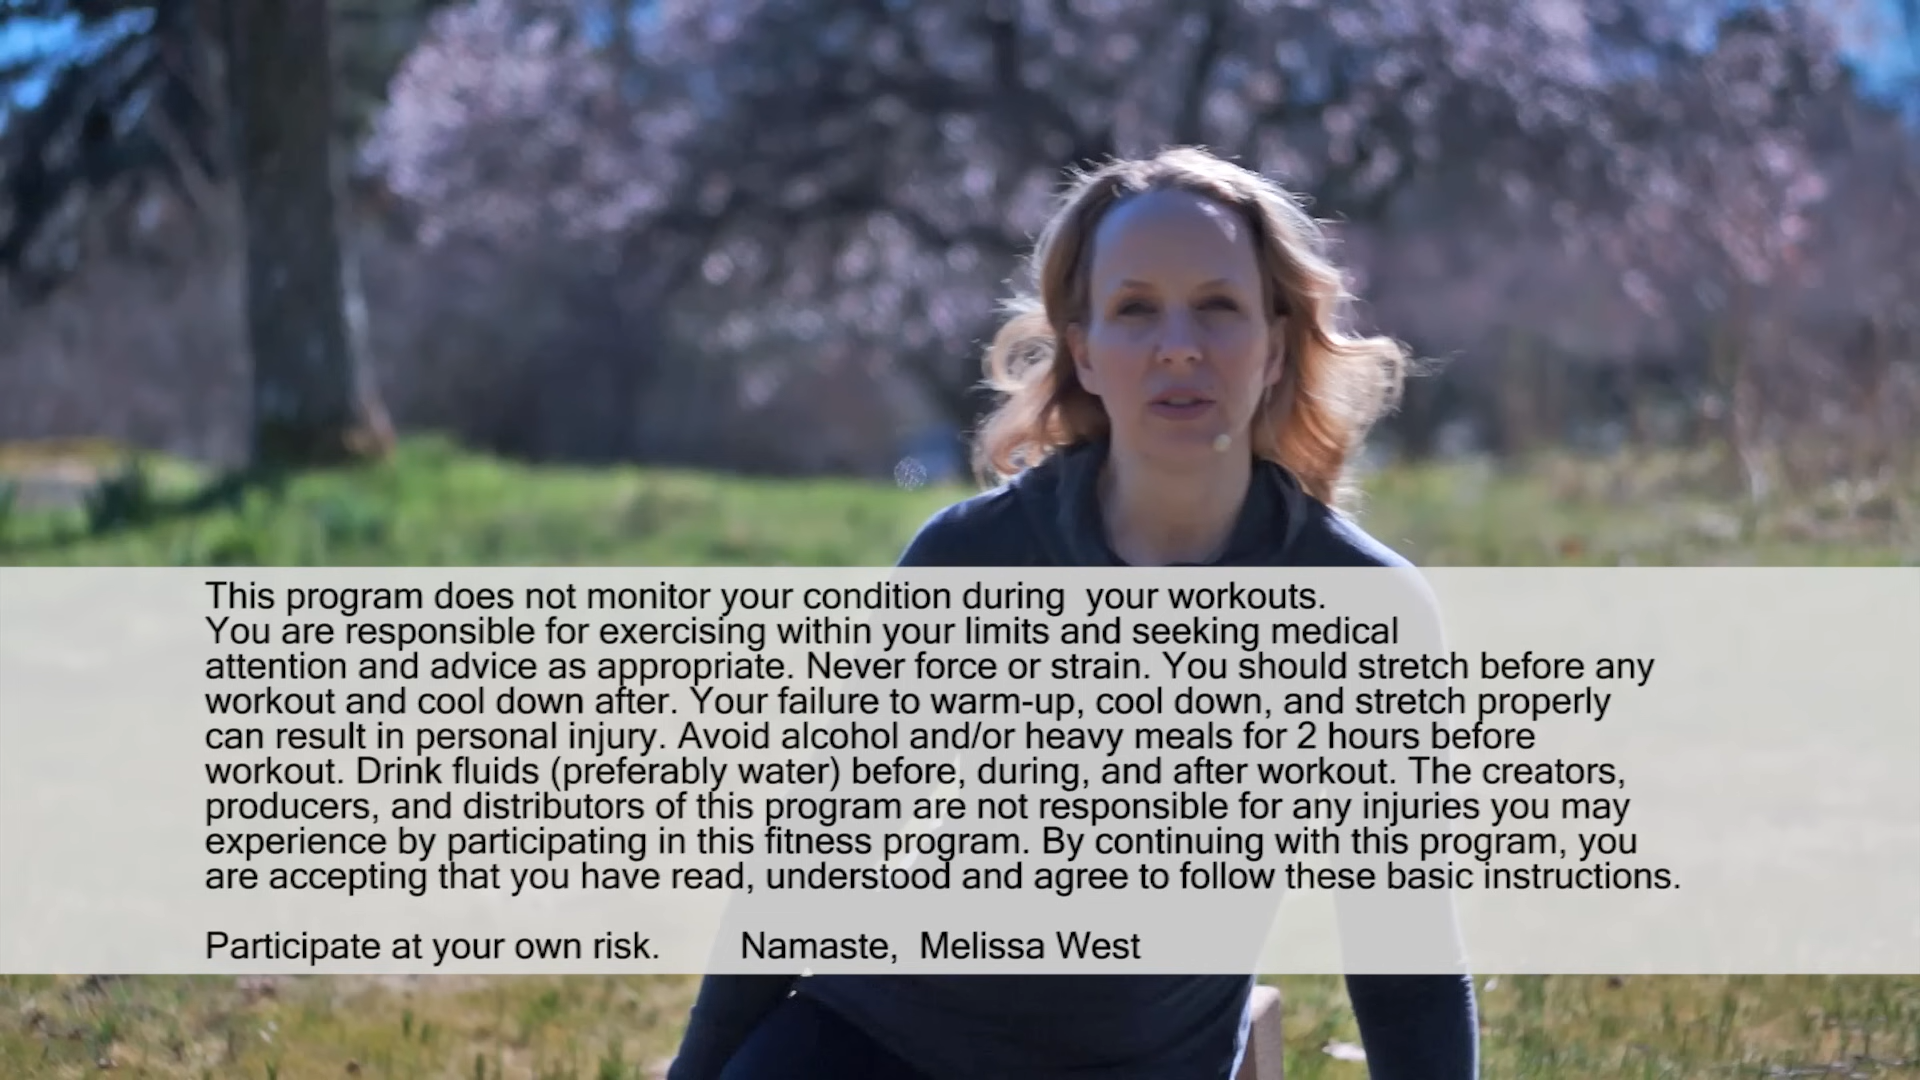 This program does not monitor your condition during  your workouts.
You are responsible for exercising within your limits and seeking medical
attention and advice as appropriate. Never force or strain. You should stretch before any
workout and cool down after. Your failure to warm-up, cool down, and stretch properly
can result in personal injury. Avoid alcohol and/or heavy meals for 2 hours before
workout. Drink fluids (preferably water) before, during, and after workout. The creators,
producers, and distributors of this program are not responsible for any injuries you may
experience by participating in this fitness program. By continuing with this program, you
are accepting that you have read, understood and agree to follow these basic instructions.
Participate at your own risk.        Namaste,  Melissa West